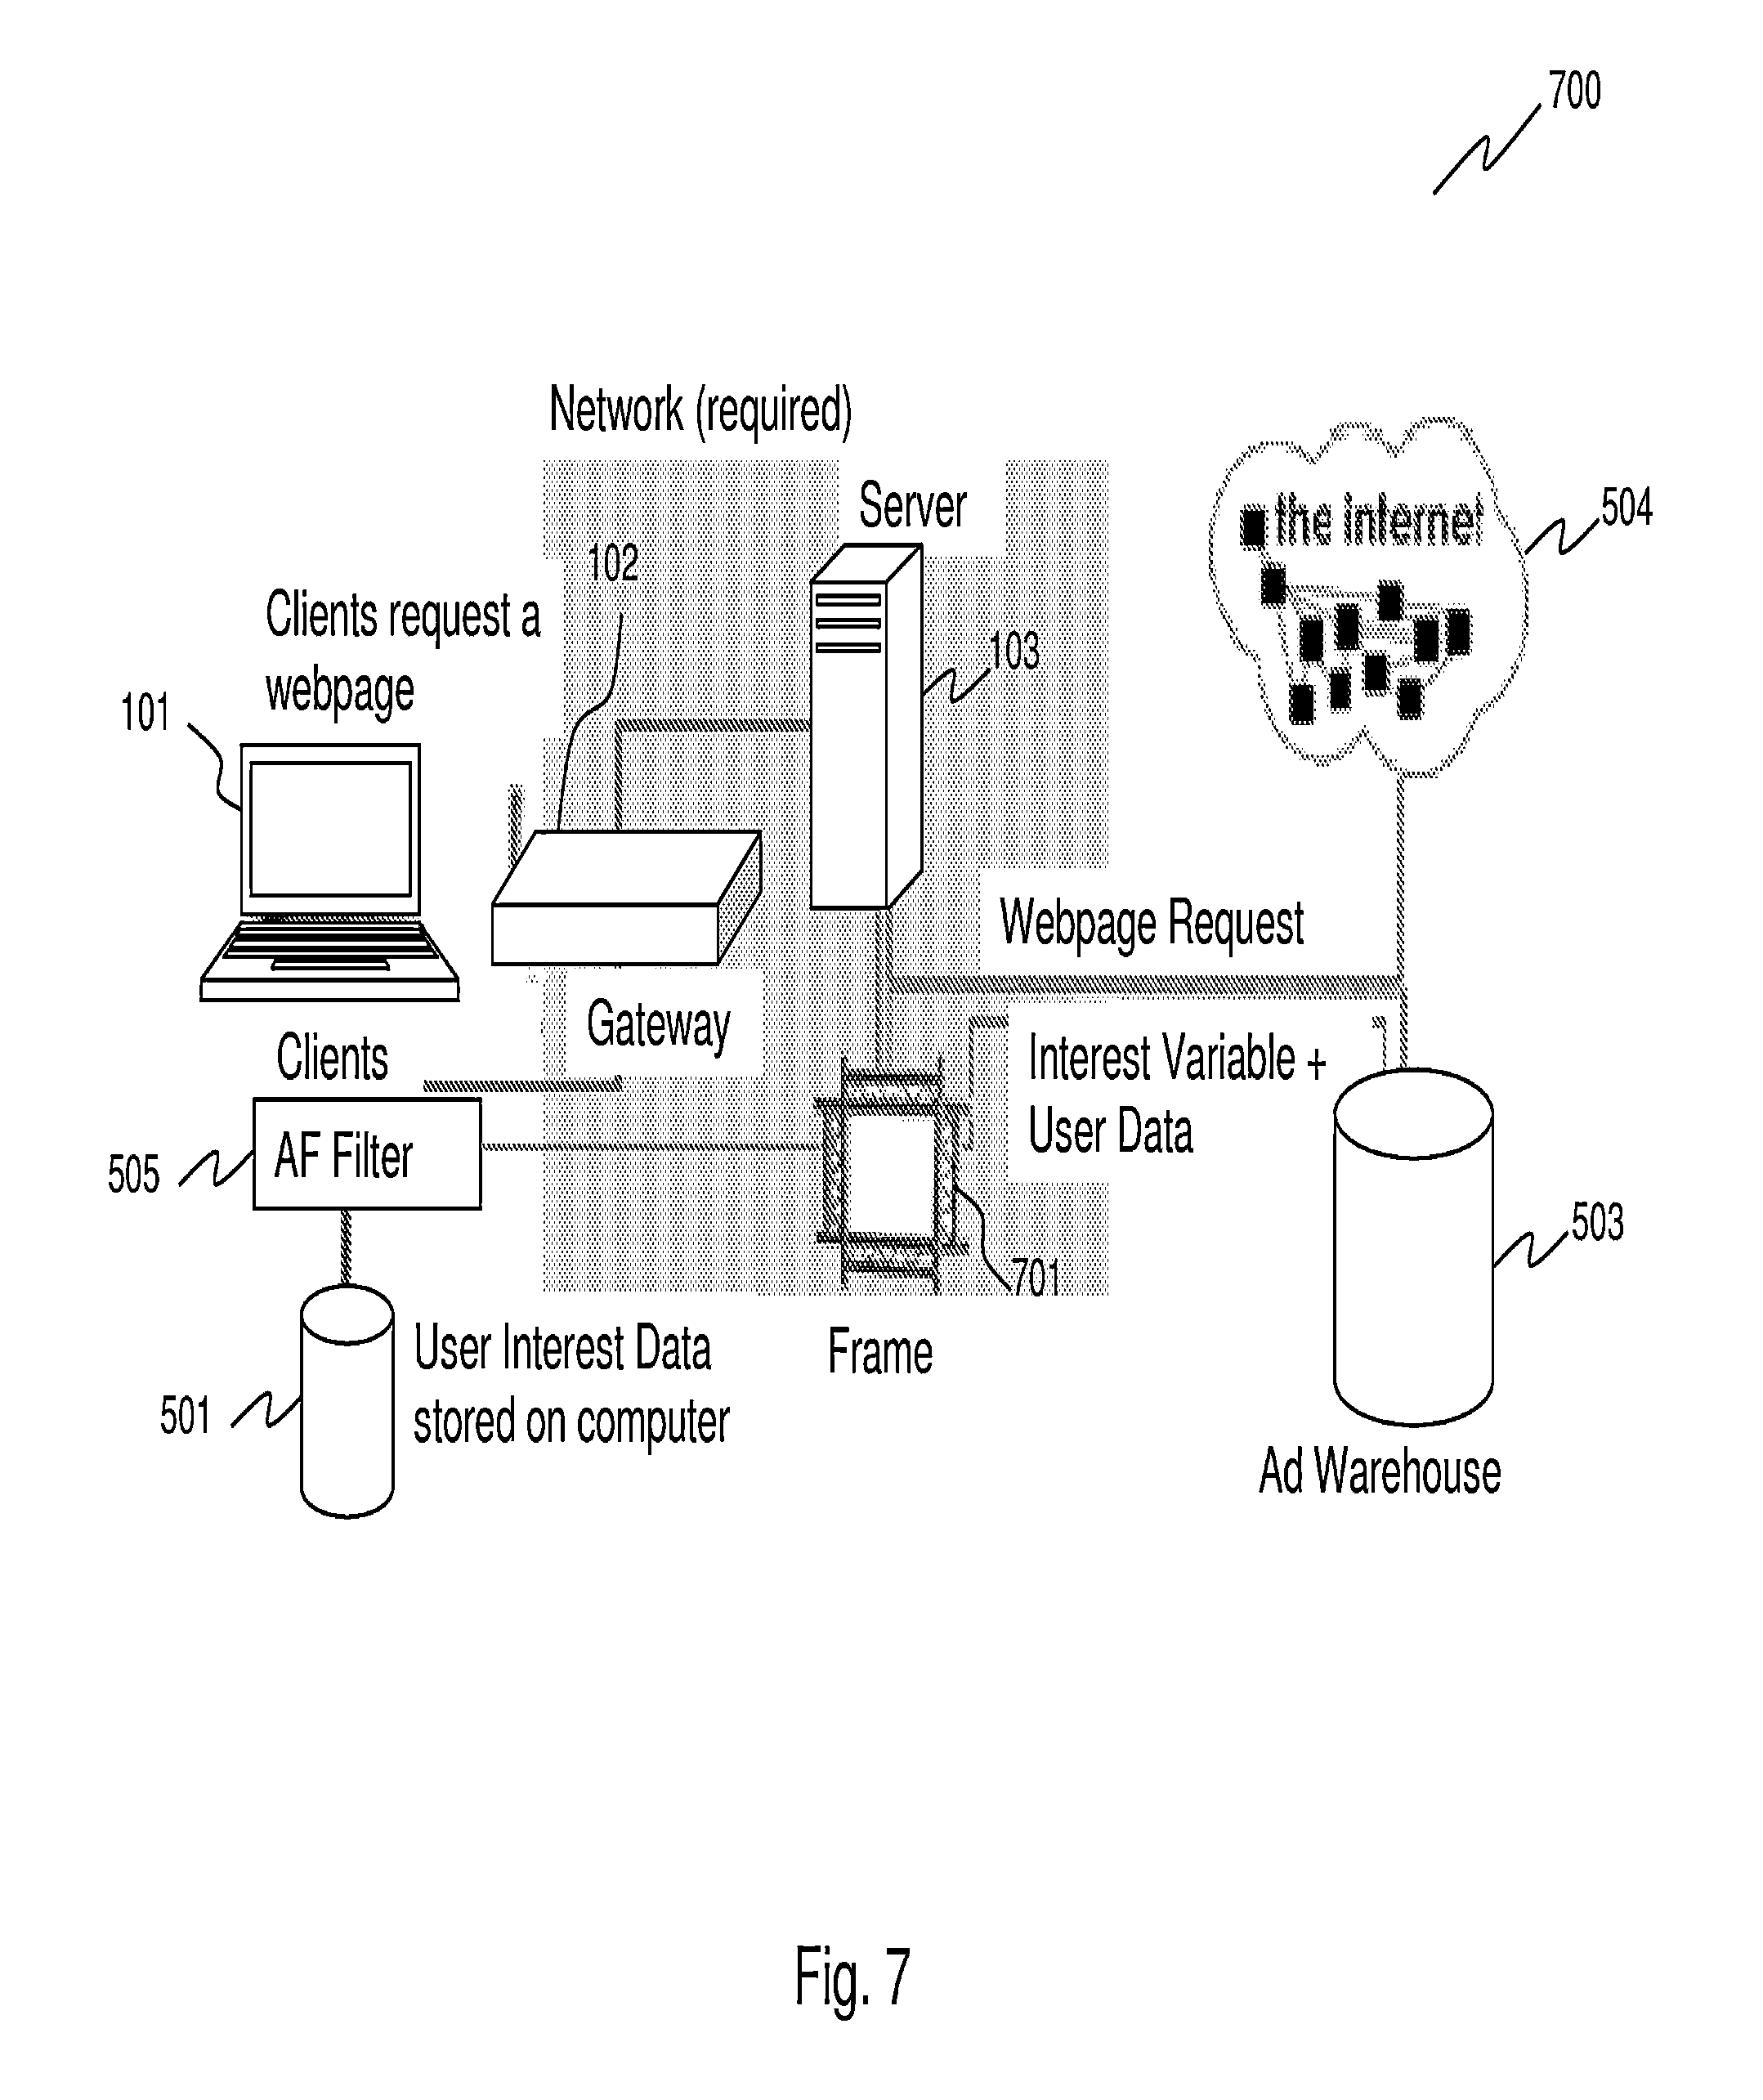 700
Network (required)
Server
the internet
504
102
Clients request a
webpage
103
101
Webpage Request
Gateway
Clients
Interest Variable +
User Data
AF Filter
505
503
701
User Interest Data
stored on computer
Frame
501
Ad Warehouse
Fig. 7